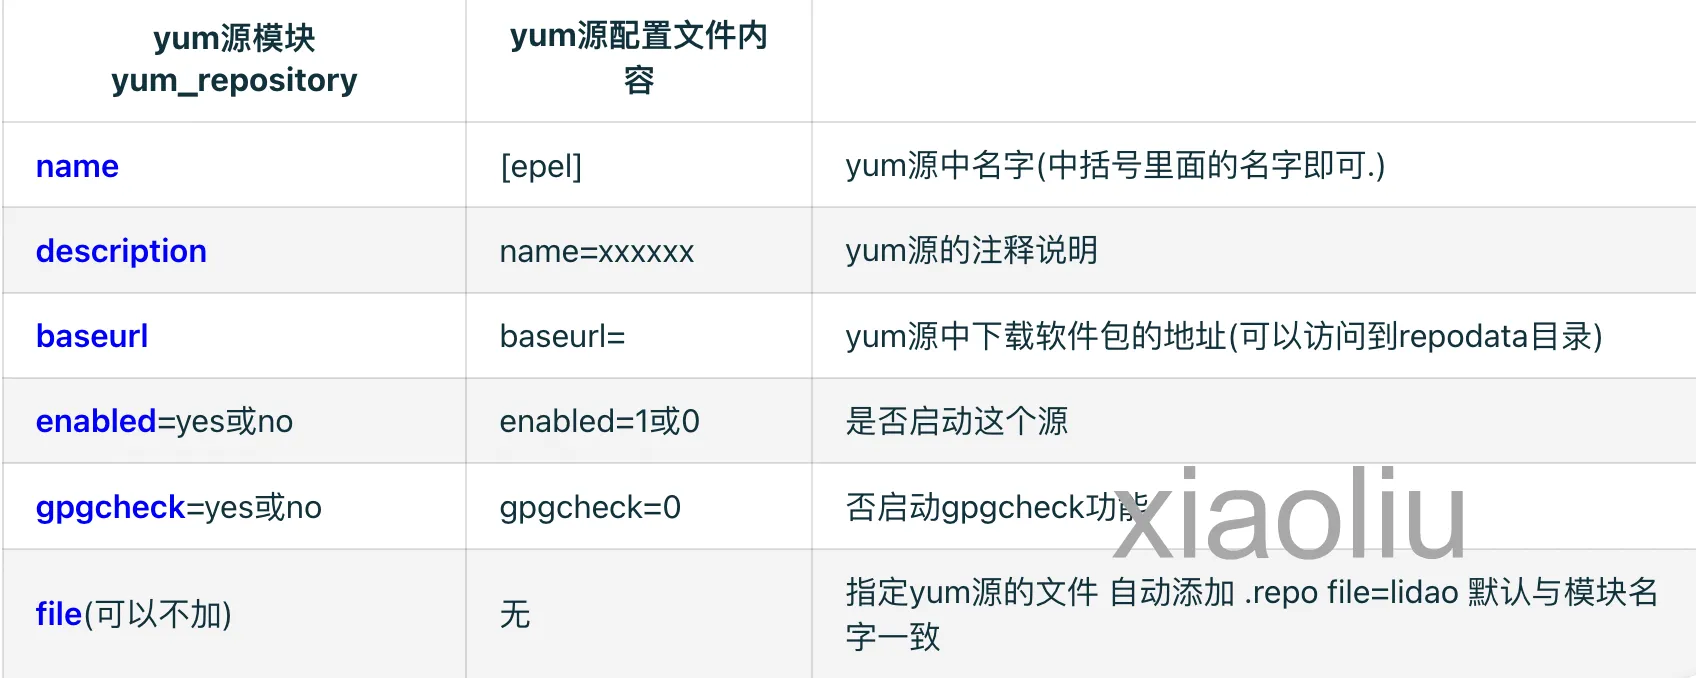 yum源模块
yum_repository
yum源配置文件内
容
name
[epel]
yum源中名字(中括号里面的名字即可.)
description
name=xxxxxx
yum源的注释说明
baseurl
baseurl=
yum源中下载软件包的地址(可以访问到repodata目录)
enabled=yes或no
enabled=1或0
是否启动这个源
gpgcheck=yes或no
gpgcheck=0
否启动gpgcheck功能
xiaoliu
file(可以不加)
无
指定yum源的文件 自动添加 .repo file=lidao 默认与模块名
字一致